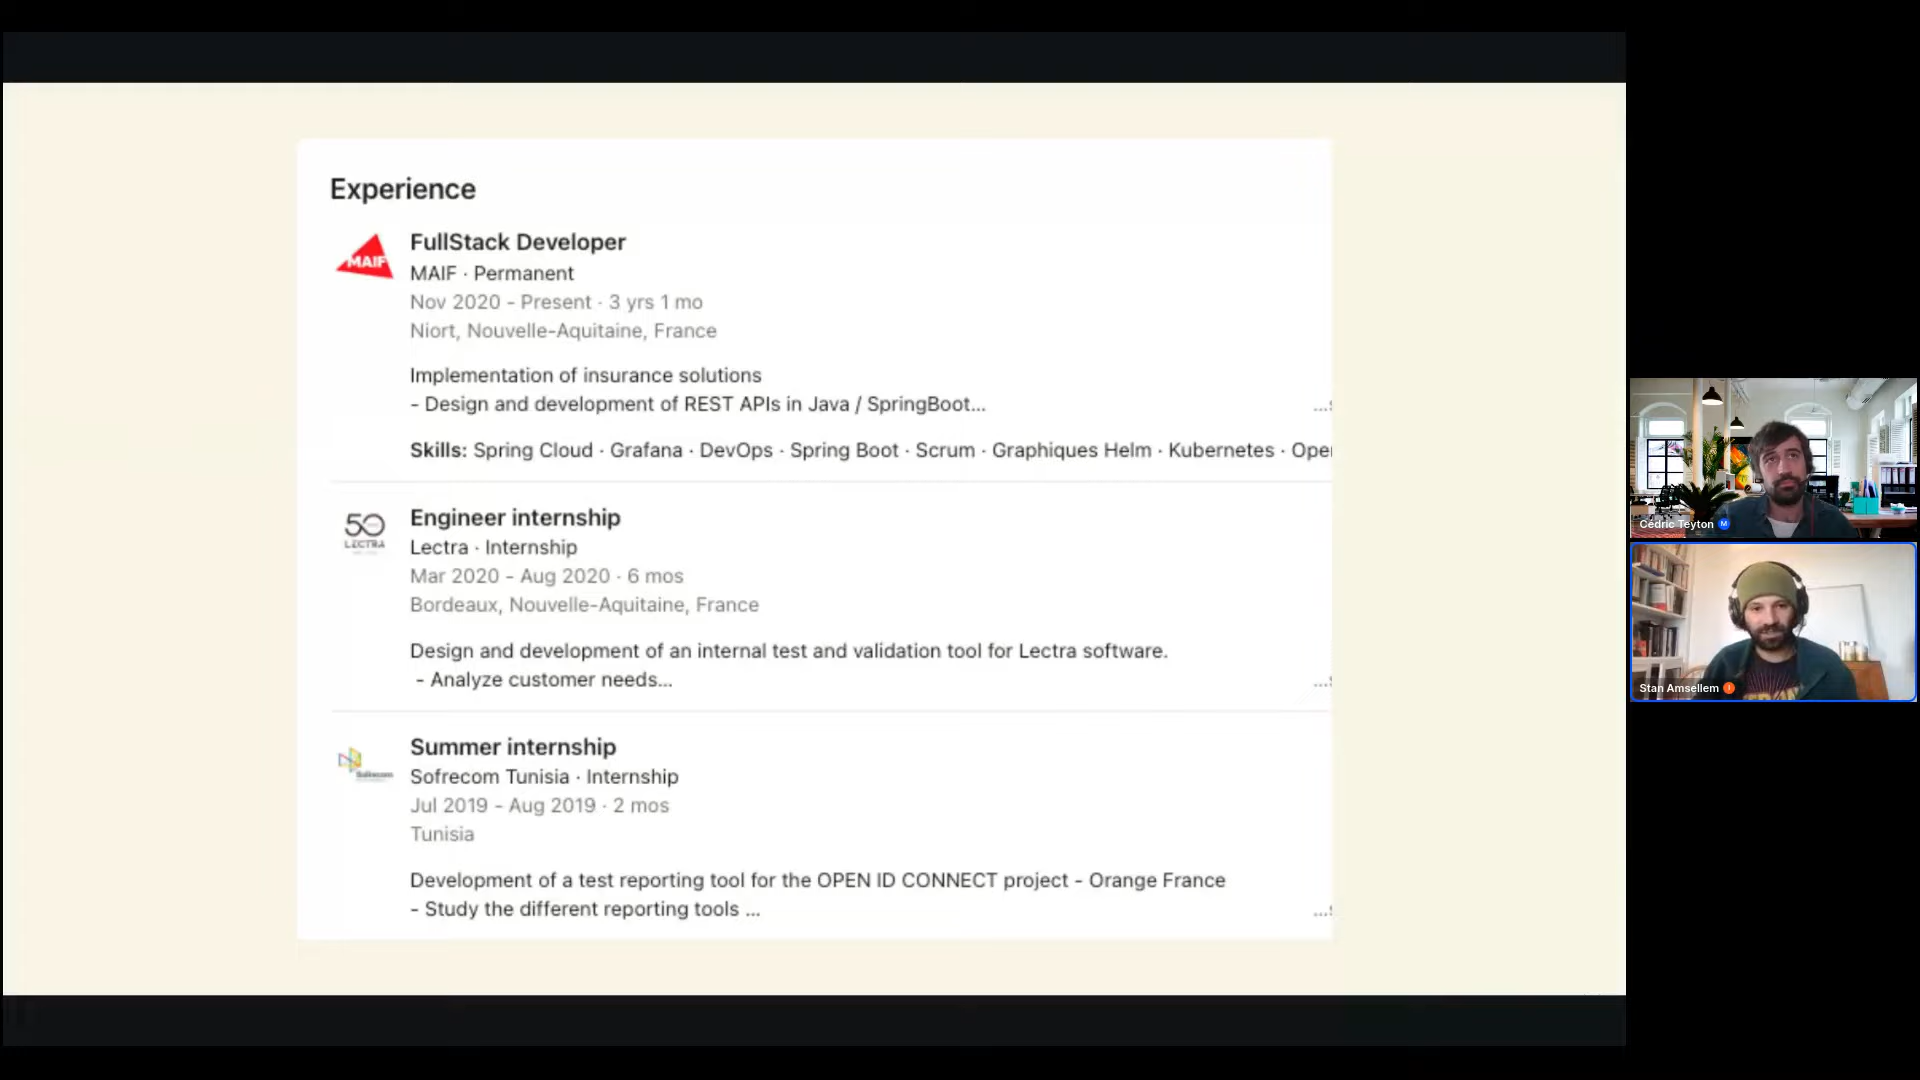 Experience
MAIF
FullStack Developer
MAIF · Permanent
Nov 2020 - Present · 3 yrs 1 mo
Niort, Nouvelle-Aquitaine, France
Implementation of insurance solutions
- Design and development of REST APIs in Java / SpringBoot...
...s
Skills: Spring Cloud · Grafana · DevOps · Spring Boot · Scrum · Graphiques Helm · Kubernetes · Ope
50
LECTRA
Engineer internship
Lectra · Internship
Mar 2020 - Aug 2020 · 6 mos
Bordeaux, Nouvelle-Aquitaine, France
Design and development of an internal test and validation tool for Lectra software.
- Analyze customer needs...
...s
Sofrecom
Summer internship
Sofrecom Tunisia · Internship
Jul 2019 - Aug 2019 · 2 mos
Tunisia
Development of a test reporting tool for the OPEN ID CONNECT project - Orange France
- Study the different reporting tools ...
...s
Cédric Teyton M
Stan Amsellem